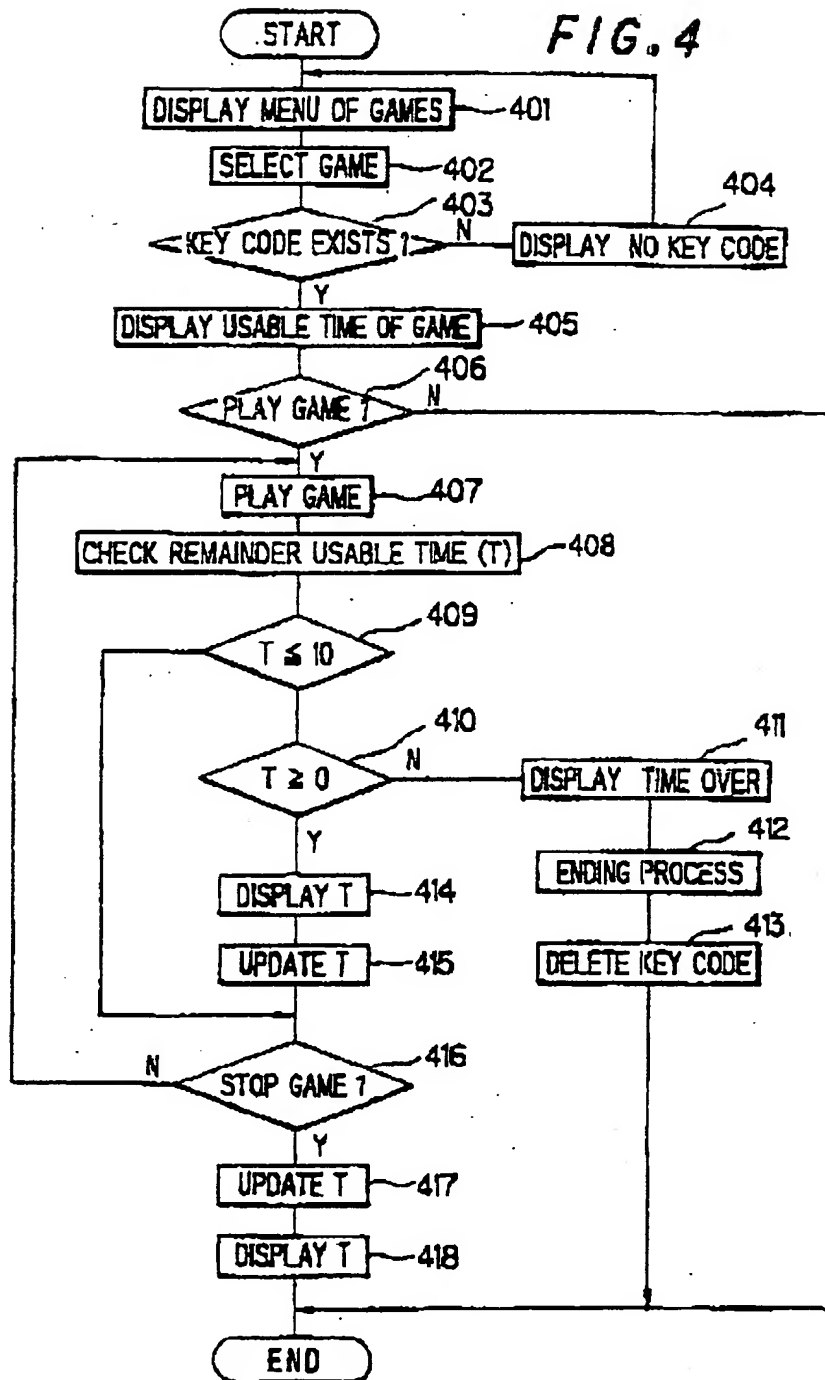 FIG. 4
START
DISPLAY MENU OF GAMES
401
SELECT GAME
402
403
KEY CODE EXISTS ?
N
404
DISPLAY NO KEY CODE
Y
DISPLAY USABLE TIME OF GAME
405
406
PLAY GAME ?
N
Y
PLAY GAME
407
CHECK REMAINDER USABLE TIME (T)
408
409
T ≦ 10
410
T ≧ 0
N
411
DISPLAY TIME OVER
Y
412
ENDING PROCESS
DISPLAY T
414
413
DELETE KEY CODE
UPDATE T
415
416
N
STOP GAME ?
Y
UPDATE T
417
DISPLAY T
418
END